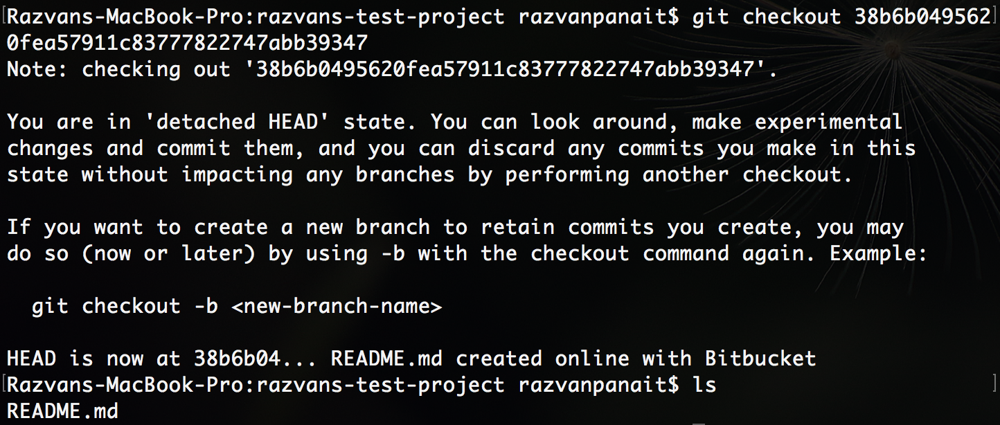 Razvans-MacBook-Pro:razvans-test-project razvanpanait$ git checkout 38b6b049562
0fea57911c83777822747abb39347
Note: checking out '38b6b0495620fea57911c83777822747abb39347'.
You are in 'detached HEAD' state. You can look around, make experimental
changes and commit them, and you can discard any commits you make in this
state without impacting any branches by performing another checkout.
If you want to create a new branch to retain commits you create, you may
do so (now or later) by using -b with the checkout command again. Example:
git checkout -b <new-branch-name>
HEAD is now at 38b6b04... README.md created online with Bitbucket
Razvans-MacBook-Pro:razvans-test-project razvanpanait$ ls
README.md